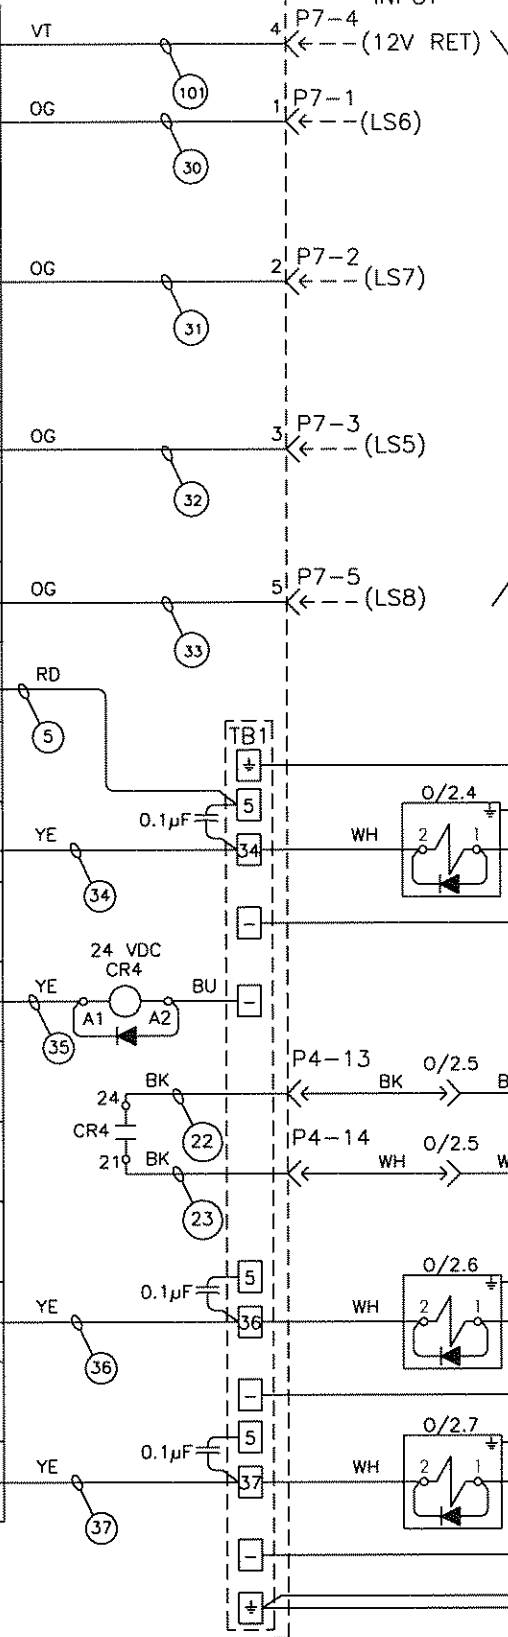 INPUT
VT
4
P7-4
(12V RET)
101
OG
1
P7-1
(LS6)
30
OG
2
P7-2
(LS7)
31
OG
3
P7-3
(LS5)
32
OG
5
P7-5
(LS8)
33
RD
5
TB1
5
0.1µF
YE
34
WH
O/2.4
2
1
34
-
24 VDC
CR4
YE
A1
A2
BU
-
35
P4-13
BK
24
BK
O/2.5
CR4
22
P4-14
21
BK
WH
O/2.5
23
5
0.1µF
YE
36
WH
O/2.6
2
1
36
-
5
0.1µF
YE
37
WH
O/2.7
2
1
37
-